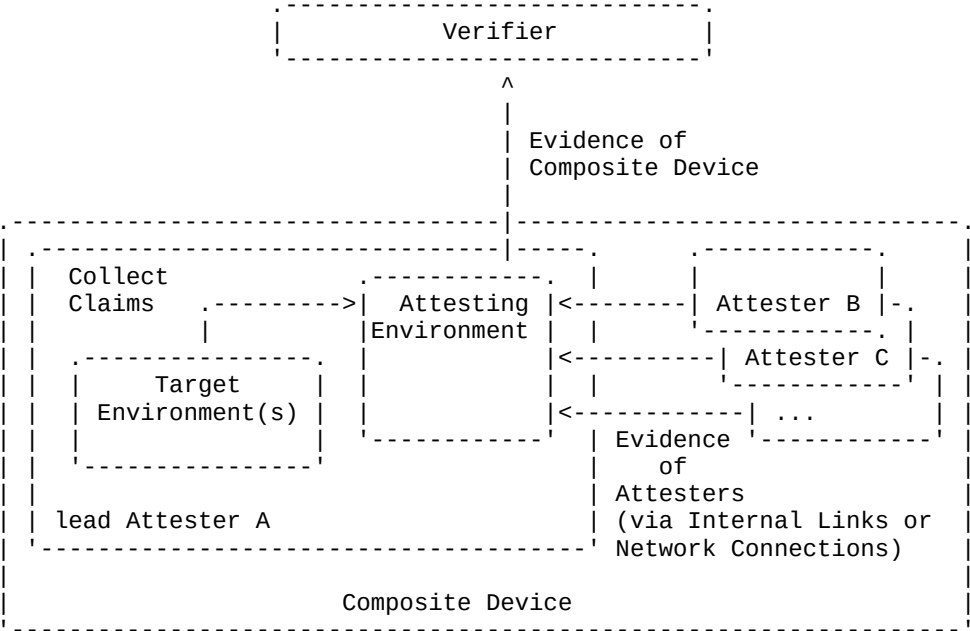 Verifier
Evidence of
Composite Device
Collect
Claims
Attesting
Environment
Attester B
Attester C
...
Target
Environment(s)
Evidence
of
Attesters
(via Internal Links or
Network Connections)
lead Attester A
Composite Device